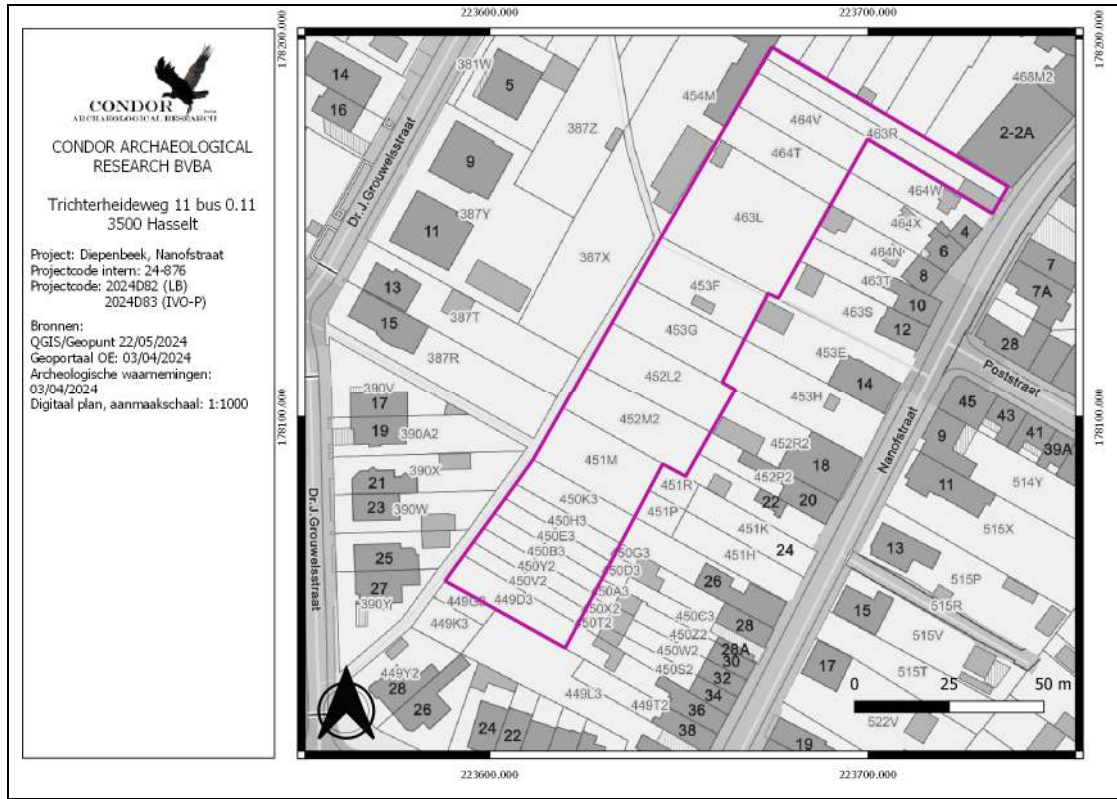 CONDOR
ARCHAEOLOGICAL RESEARCH
CONDOR ARCHAEOLOGICAL
RESEARCH BVBA
Trichterheideweg 11 bus 0.11
3500 Hasselt
Project: Diepenbeek, Nanofstraat
Projectcode intern: 24-876
Projectcode: 2024D82 (LB)
2024D83 (IVO-P)
Bronnen:
QGIS/Geopunt 22/05/2024
Geoportaal OE: 03/04/2024
Archeologische waarnemingen:
03/04/2024
Digitaal plan, aanmaakschaal: 1:1000
223600.000
223700.000
178200.000
178200.000
14
16
381W
5
387Z
454M
468M2
2-2A
464V
463R
464T
Dr.J.Grouwelsstraat
9
464W
387Y
463L
464X
4
11
387X
464N
6
7
8
463T
7A
13
453F
10
387T
463S
12
15
28
453G
387R
453E
Poststraat
452L2
14
390V
453H
17
45
43
178100.000
178100.000
452M2
41
19
390A2
39A
9
452R2
Nanofstraat
451M
18
390X
452P2
514Y
21
451R
11
450K3
22
20
23
390W
451P
515X
450H3
451K
450E3
24
25
450B3
451H
13
450G3
Dr.J.Grouwelsstraat
450Y2
450D3
26
515P
27
450V2
450A3
390Y
449G2
449D3
515R
450X2
450C3
15
449K3
450T2
28
515V
450Z2
28A
450W2
30
17
515T
449Y2
450S2
32
28
449L3
34
26
449T2
36
522V
24
22
38
19
0
25
50 m
223600.000
223700.000